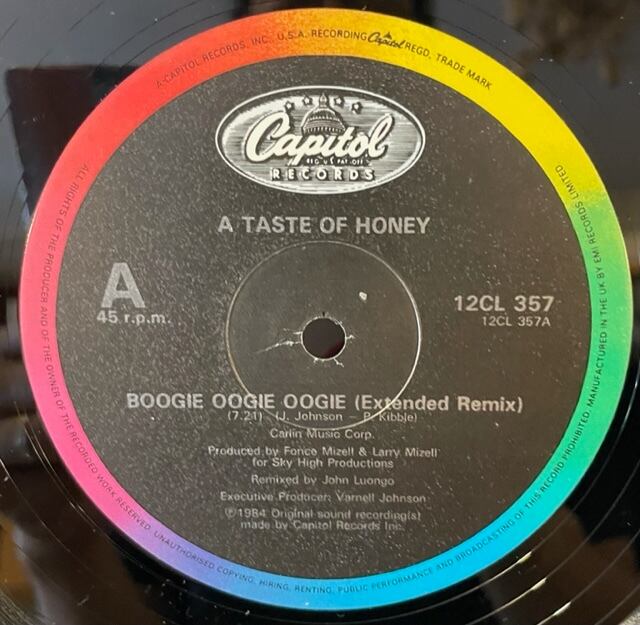 A CAPITOL RECORDS, INC., U.S.A. RECORDING Capitol REGD. TRADE MARK
Capitol
REG. U.S. PAT. OFF.
RECORDS
A TASTE OF HONEY
A
45 r.p.m.
12CL 357
12CL 357A
BOOGIE OOGIE OOGIE (Extended Remix)
(7.21) (J. Johnson – P. Kibble)
Carlin Music Corp.
Produced by Fonce Mizell & Larry Mizell
for Sky High Productions
Remixed by John Luongo
Executive Producer: Varnell Johnson
℗1984 Original sound recording(s)
made by Capitol Records Inc.
ALL RIGHTS OF THE PRODUCER AND OF THE OWNER OF THE RECORDED WORK RESERVED. UNAUTHORISED COPYING, HIRING, RENTING, PUBLIC PERFORMANCE AND BROADCASTING OF THIS RECORD PROHIBITED. MANUFACTURED IN THE UK BY EMI RECORDS LIMITED